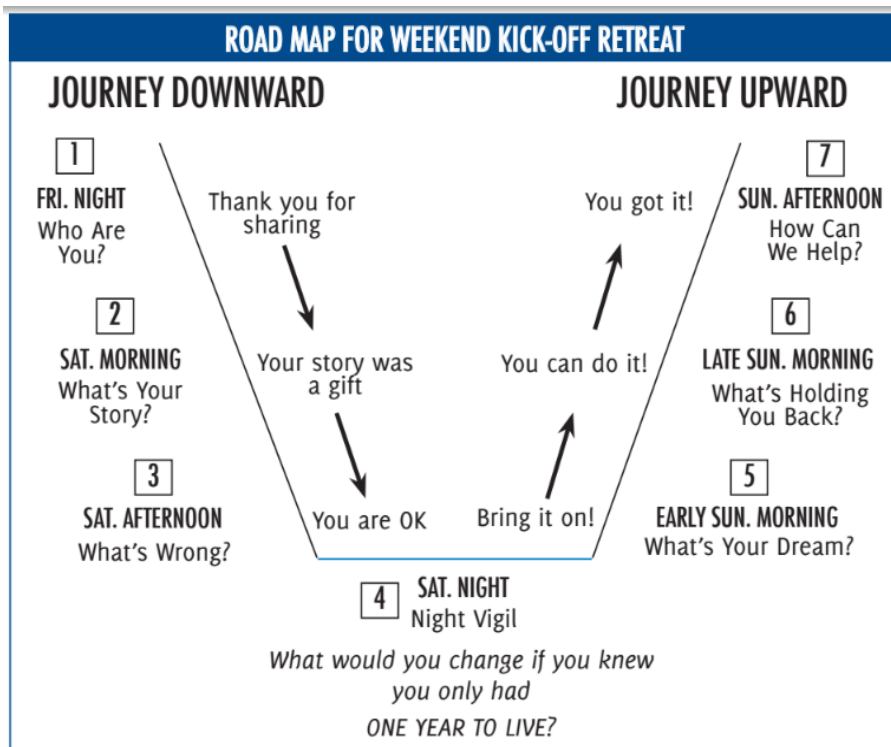 ROAD MAP FOR WEEKEND KICK-OFF RETREAT
JOURNEY DOWNWARD
JOURNEY UPWARD
1
FRI. NIGHT
Who Are
You?
Thank you for
sharing
2
SAT. MORNING
What's Your
Story?
Your story was
a gift
3
SAT. AFTERNOON
What's Wrong?
You are OK
4
SAT. NIGHT
Night Vigil
What would you change if you knew
you only had
ONE YEAR TO LIVE?
Bring it on!
5
EARLY SUN. MORNING
What's Your Dream?
You can do it!
6
LATE SUN. MORNING
What's Holding
You Back?
You got it!
7
SUN. AFTERNOON
How Can
We Help?